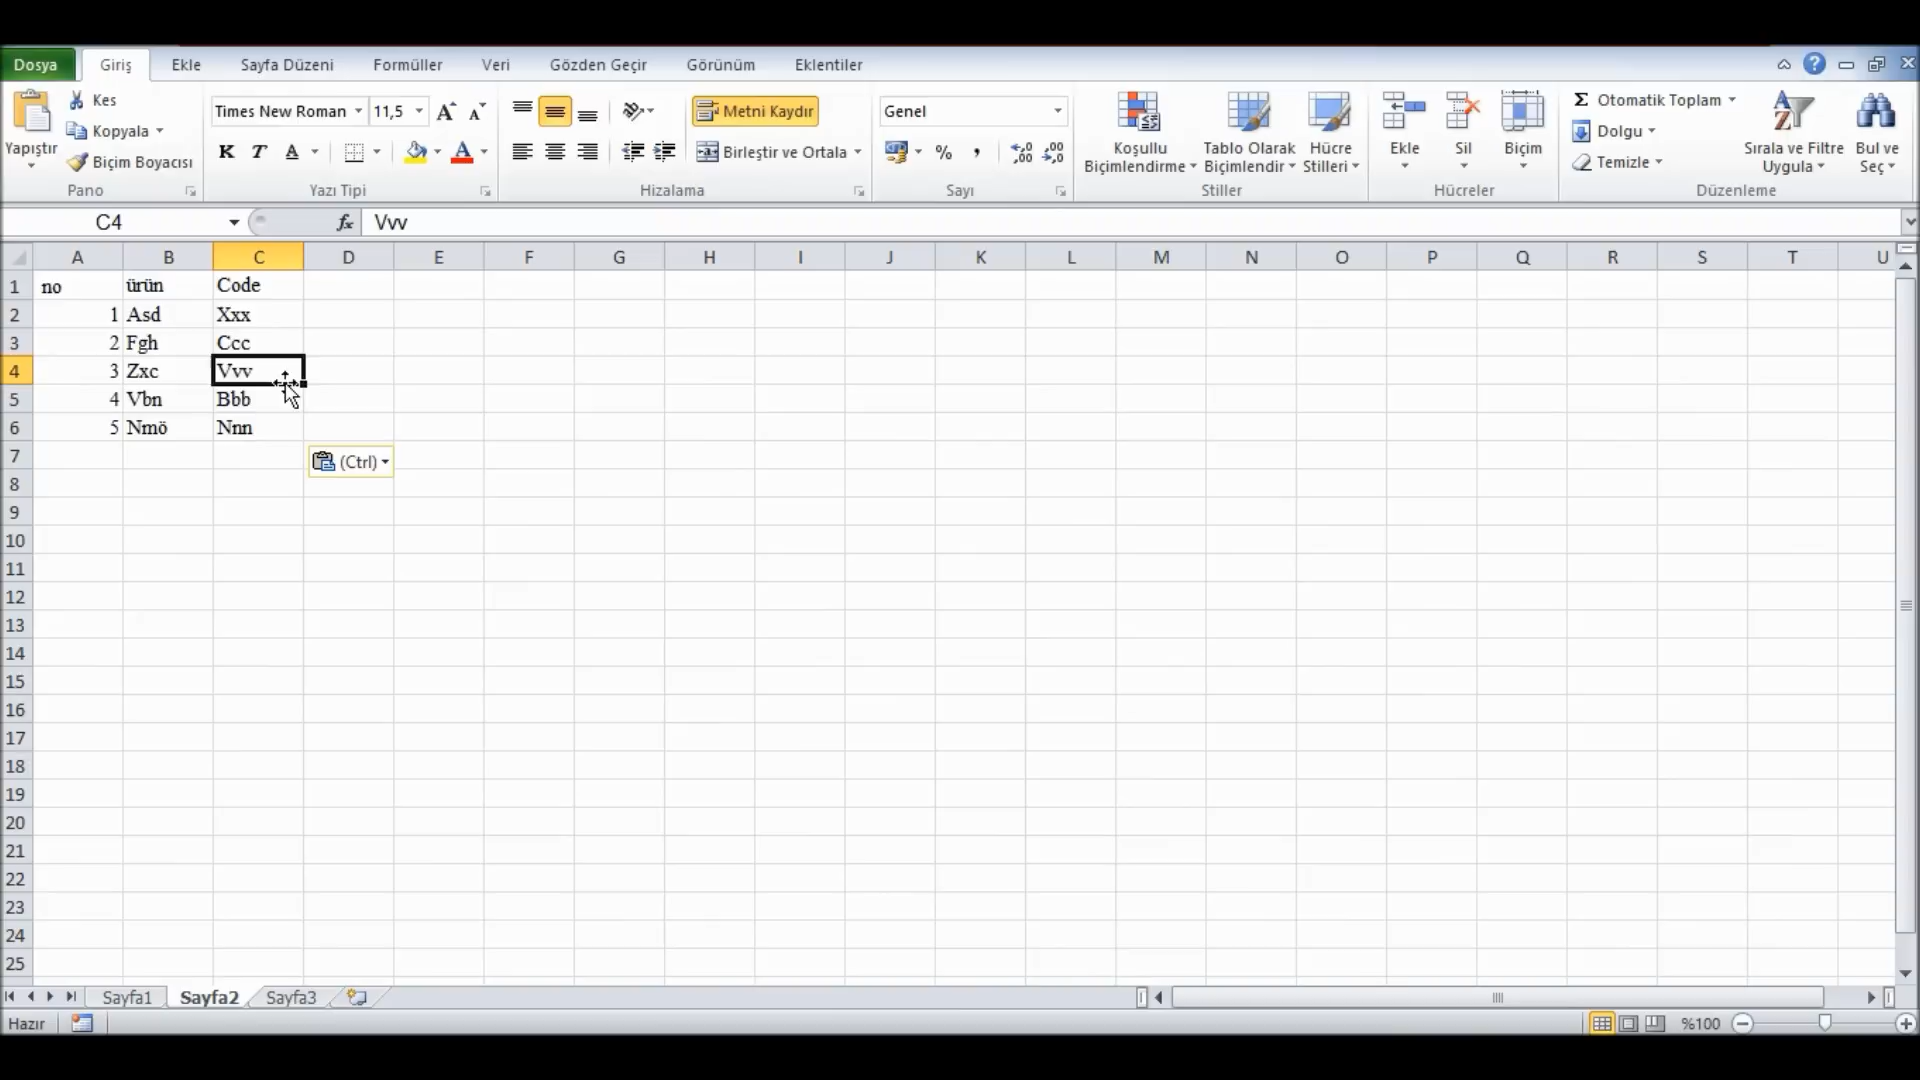 Dosya Giriş Ekle Sayfa Düzeni Formüller Veri Gözden Geçir Görünüm Eklentiler
Kes
Kopyala
Biçim Boyacısı
Yapıştır
Pano
Times New Roman 11,5
K T A
Yazı Tipi
Metni Kaydır
Birleştir ve Ortala
Hizalama
Genel
%
Sayı
Koşullu Biçimlendirme
Tablo Olarak Biçimlendir
Hücre Stilleri
Stiller
Ekle Sil Biçim
Hücreler
Σ Otomatik Toplam
Dolgu
Temizle
Sırala ve Filtre Uygula
Bul ve Seç
Düzenleme
C4 fx Vvv
A B C D E F G H I J K L M N O P Q R S T U
1 no ürün Code
2 1 Asd Xxx
3 2 Fgh Ccc
4 3 Zxc Vvv
5 4 Vbn Bbb
6 5 Nmö Nnn
7 (Ctrl)
8
9
10
11
12
13
14
15
16
17
18
19
20
21
22
23
24
25
Sayfa1 Sayfa2 Sayfa3
Hazır %100